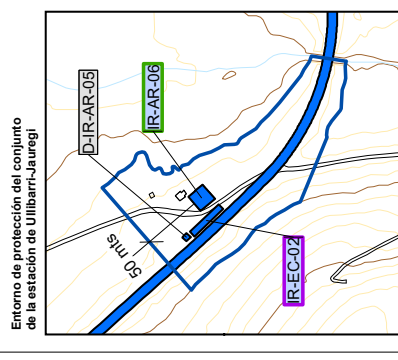 Entorno de protección del conjunto
de la estación de Ullibarri-Jauregi
D-IR-AR-05
IR-AR-06
50 mts
IR-EC-02